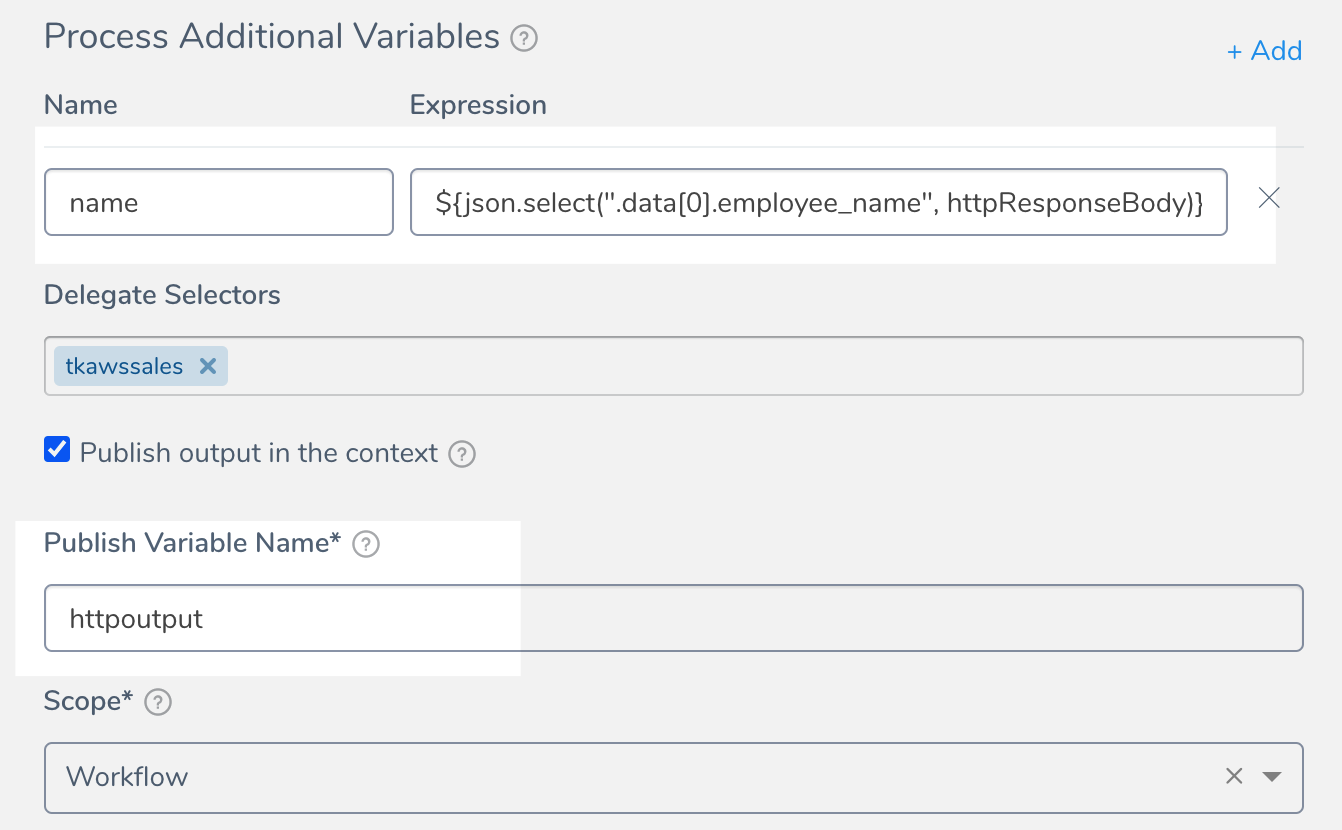 Process Additional Variables ?
+ Add
Name Expression
name ${json.select(".data[0].employee_name", httpResponseBody)}
Delegate Selectors
tkawssales
Publish output in the context ?
Publish Variable Name* ?
httpoutput
Scope* ?
Workflow